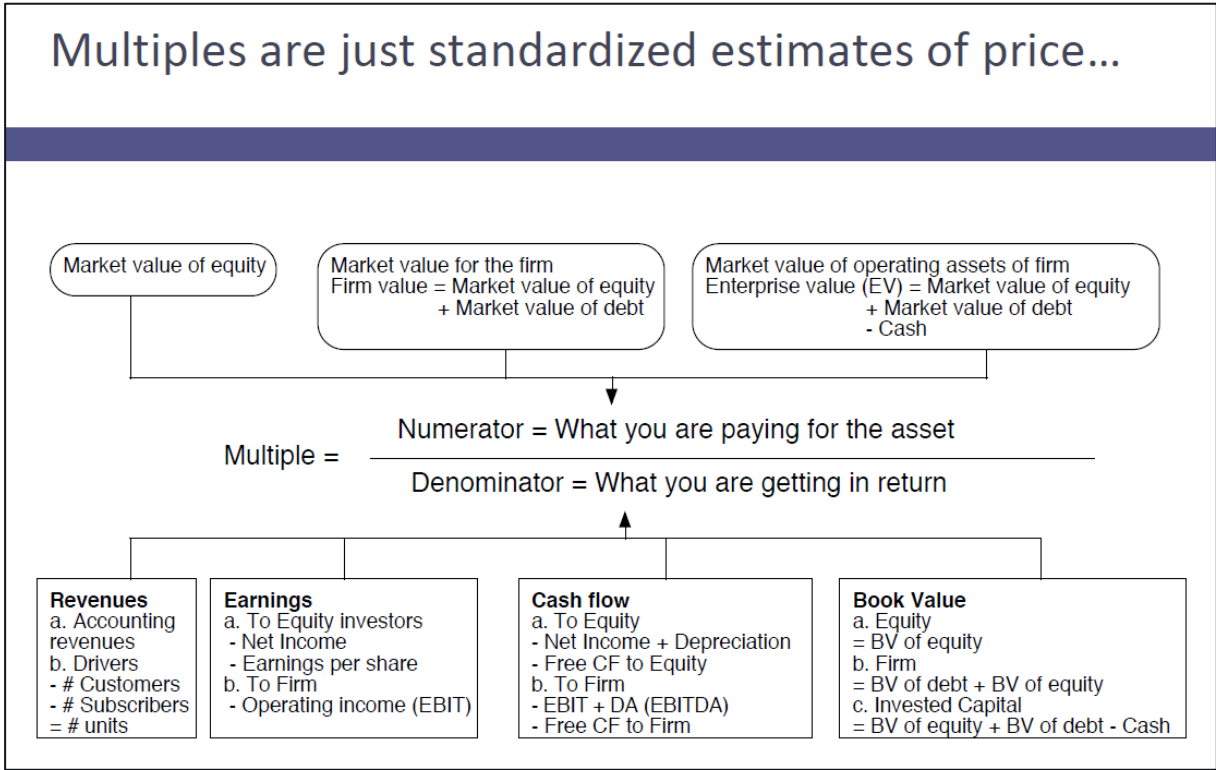 Multiples are just standardized estimates of price…
Market value of equity
Market value for the firm
Firm value = Market value of equity
+ Market value of debt
Market value of operating assets of firm
Enterprise value (EV) = Market value of equity
+ Market value of debt
- Cash
Multiple =
Numerator = What you are paying for the asset
Denominator = What you are getting in return
Revenues
a. Accounting
revenues
b. Drivers
- # Customers
- # Subscribers
= # units
Earnings
a. To Equity investors
- Net Income
- Earnings per share
b. To Firm
- Operating income (EBIT)
Cash flow
a. To Equity
- Net Income + Depreciation
- Free CF to Equity
b. To Firm
- EBIT + DA (EBITDA)
- Free CF to Firm
Book Value
a. Equity
= BV of equity
b. Firm
= BV of debt + BV of equity
c. Invested Capital
= BV of equity + BV of debt - Cash